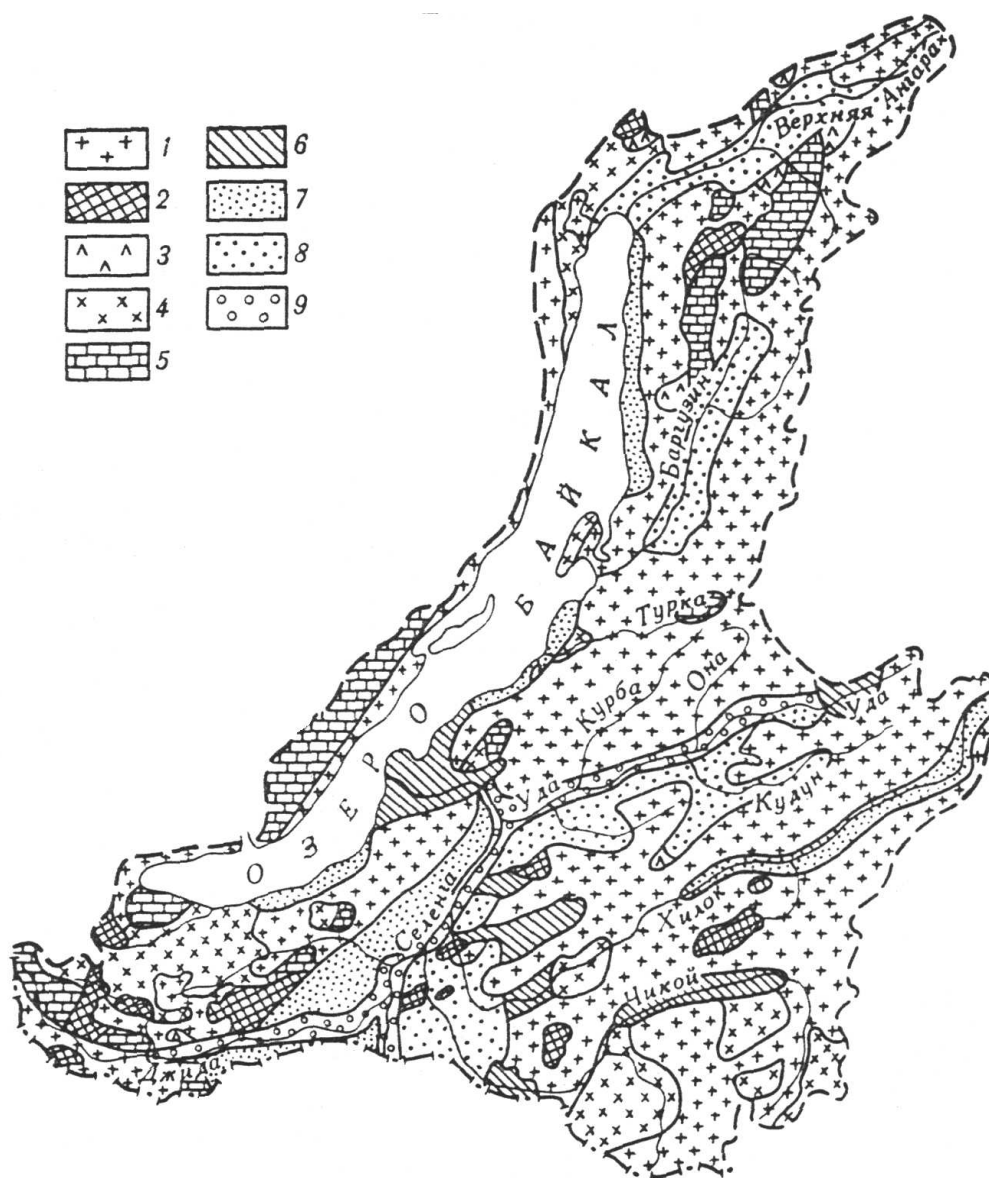 1 6
2 7
3 8
4 9
5
Верхняя Ангара
ОЗЕРО БАЙКАЛ
Баргузин
Турка
Курба
Она
Уда
Уда
Кудун
Селенга
Хилок
Чикой
Джида